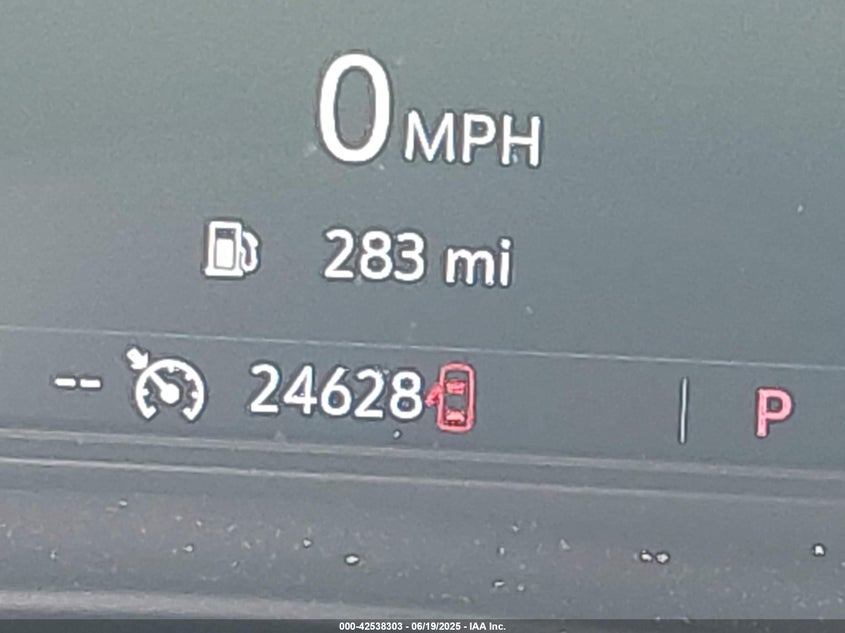 0 MPH
283 mi
-- 24628 P
000-42538303 - 06/19/2025 - IAA Inc.